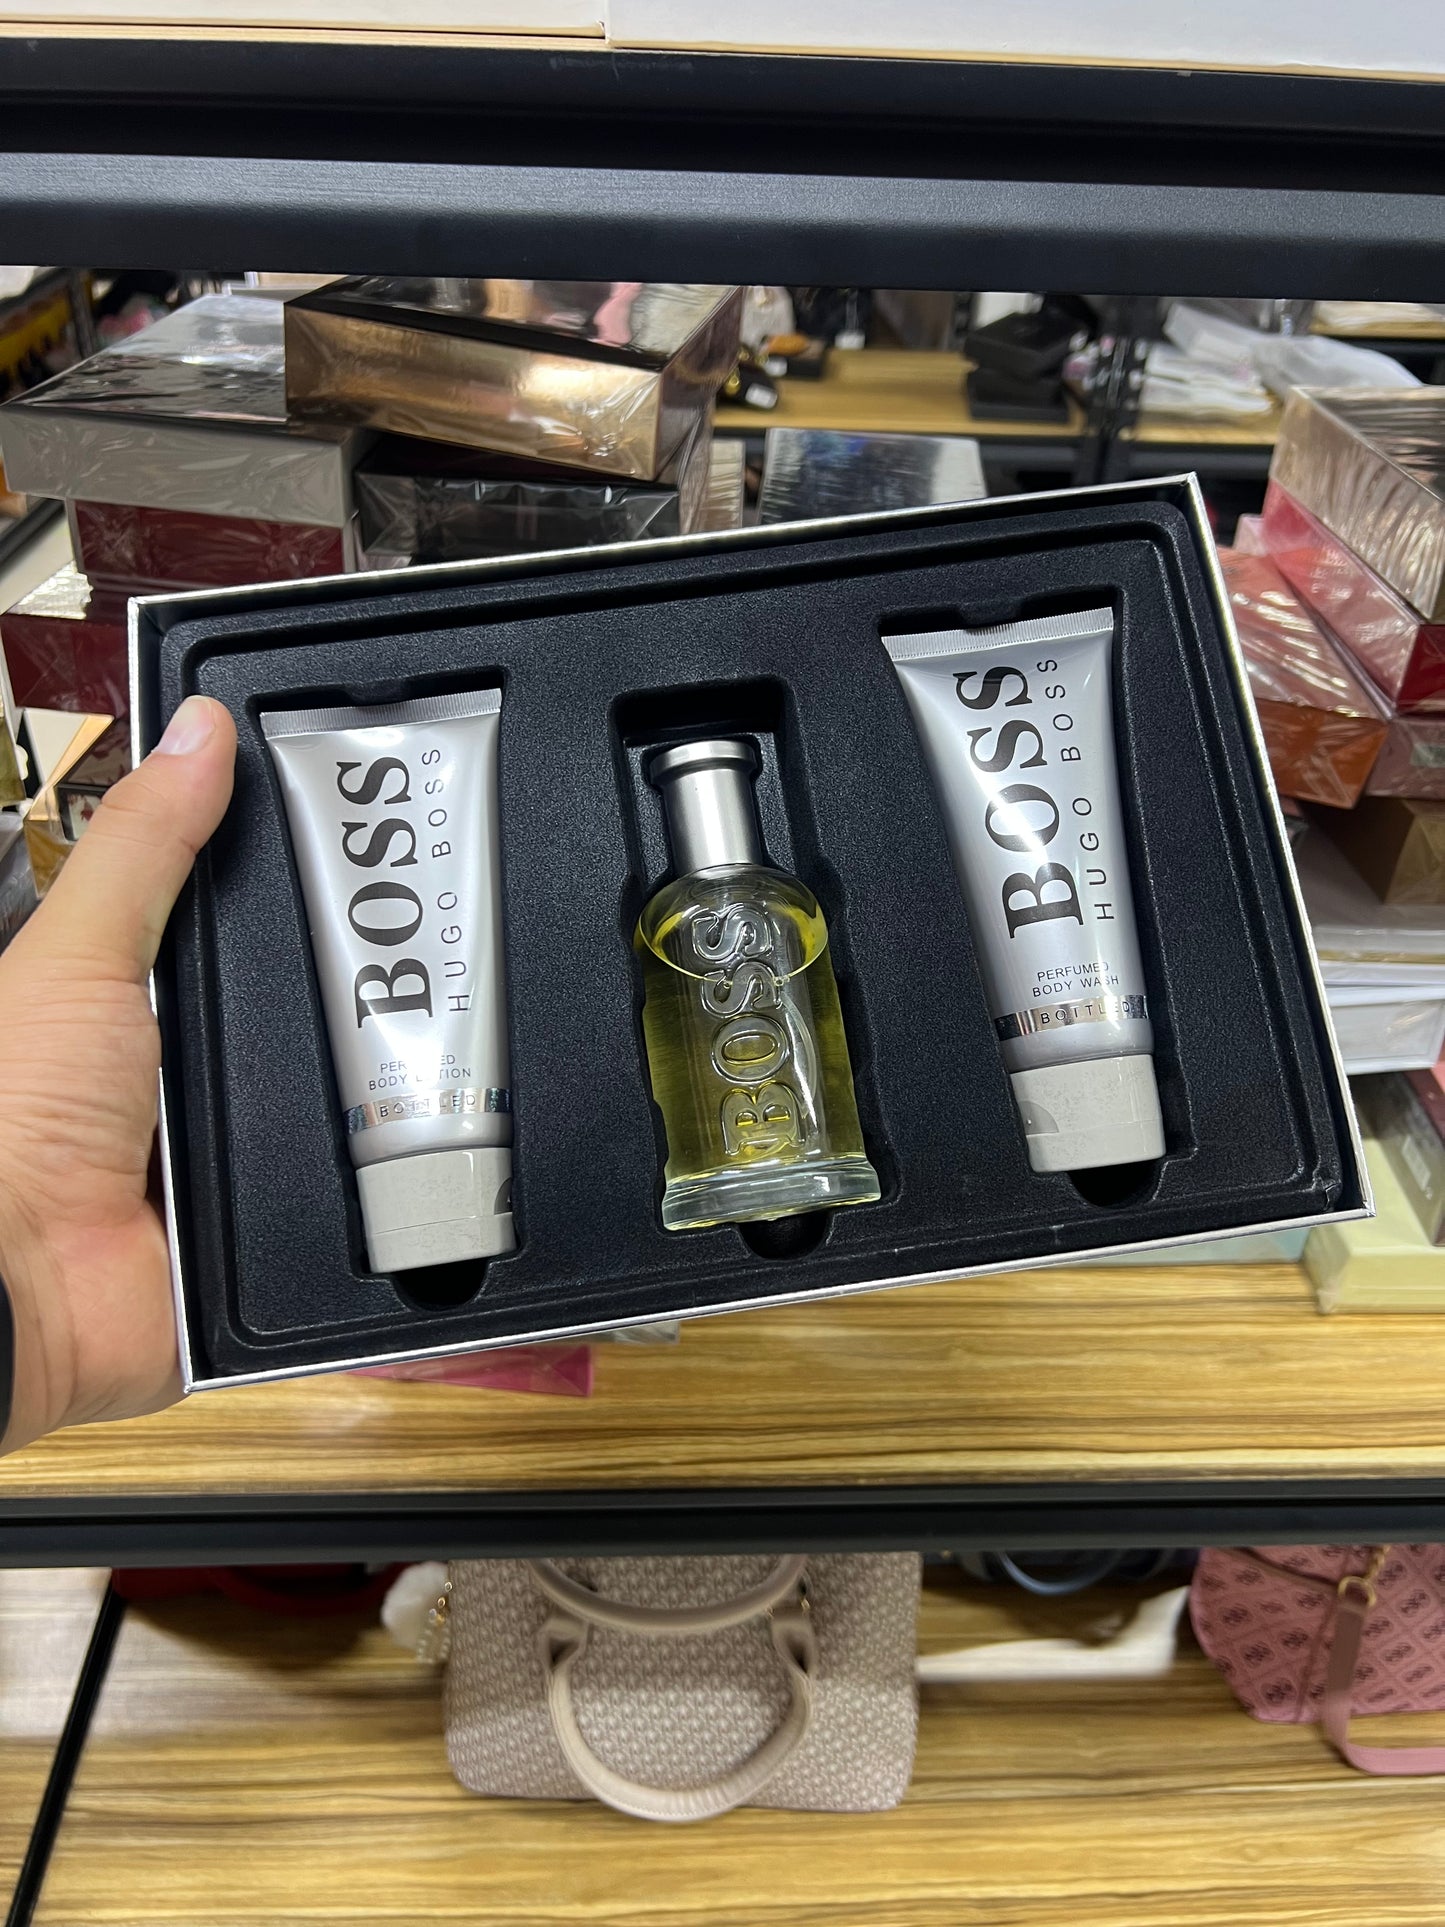 BOSS
HUGO BOSS
PERFUMED
BODY LOTION
BOTTLED
BOSS
BOSS
HUGO BOSS
PERFUMED
BODY WASH
BOTTLED